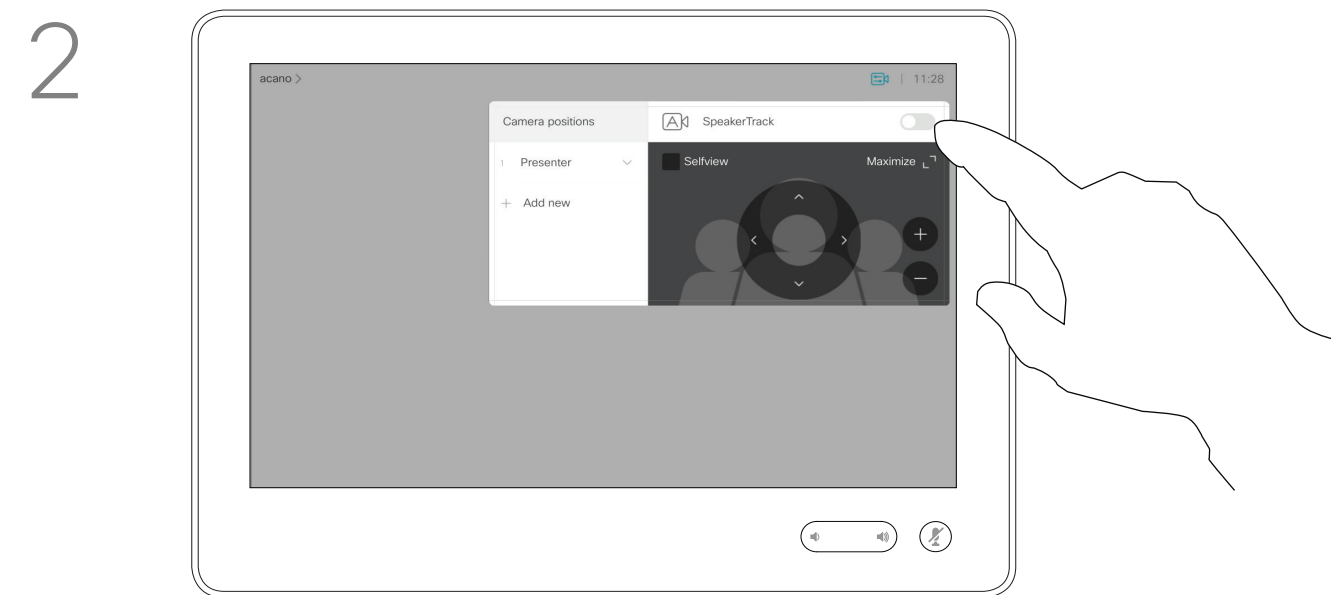 2
acano >
11:28
Camera positions
A SpeakerTrack
1 Presenter
Selfview
Maximize
+ Add new
+
−